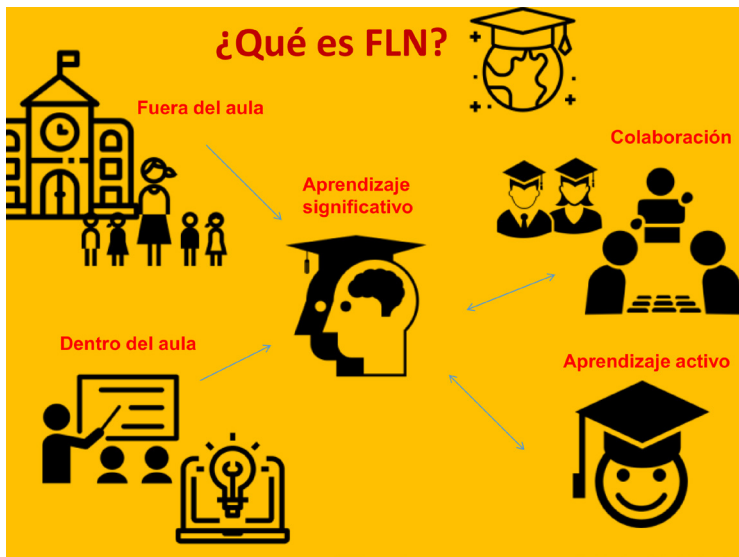 ¿Qué es FLN?
Fuera del aula
Colaboración
Aprendizaje
significativo
Dentro del aula
Aprendizaje activo